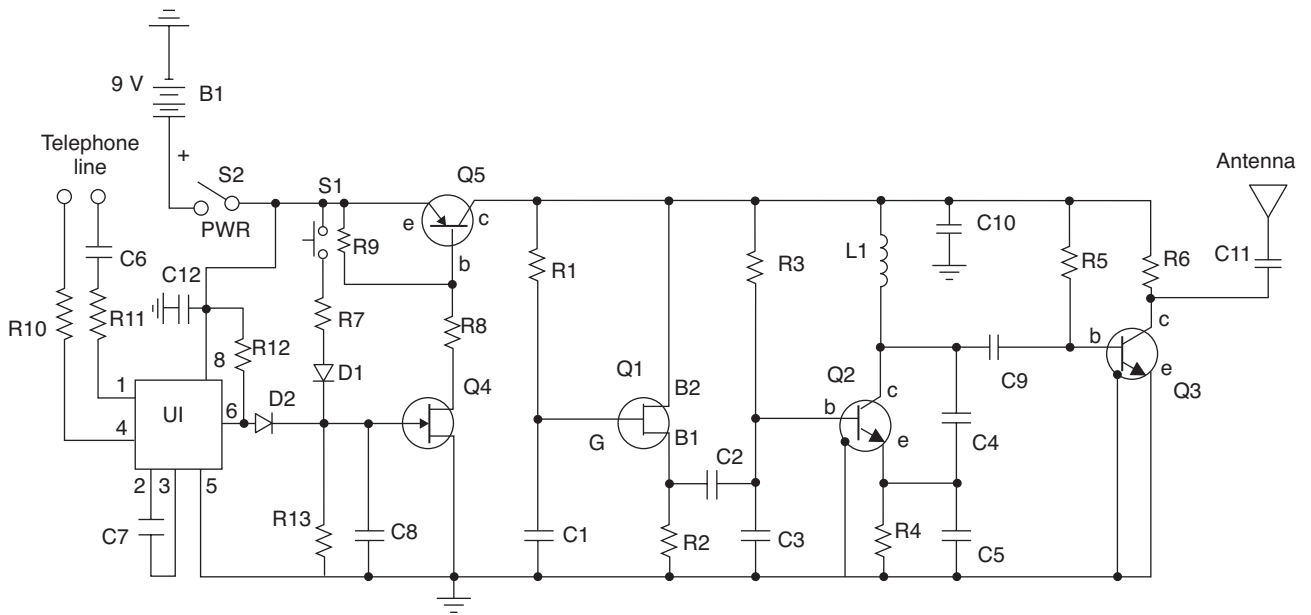 9 V
B1
Telephone
line
+
S2
PWR
S1
Q5
e
c
b
R9
C6
C12
R10
R11
R12
R7
R8
D1
R1
R3
L1
C10
R5
R6
C11
Antenna
1
4
8
UI
6
D2
Q4
Q1
B2
G
B1
C2
Q2
b
c
e
C9
C4
b
c
e
Q3
2
3
5
C7
R13
C8
C1
R2
C3
R4
C5